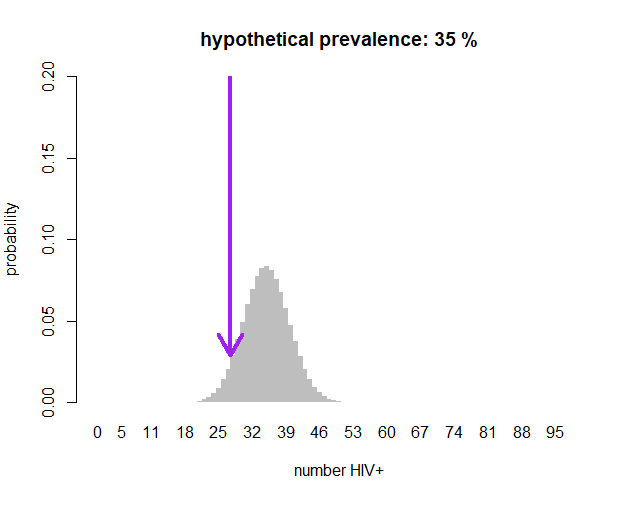 hypothetical prevalence: 35 %
0.20
0.15
0.10
0.05
0.00
probability
0 5 11 18 25 32 39 46 53 60 67 74 81 88 95
number HIV+